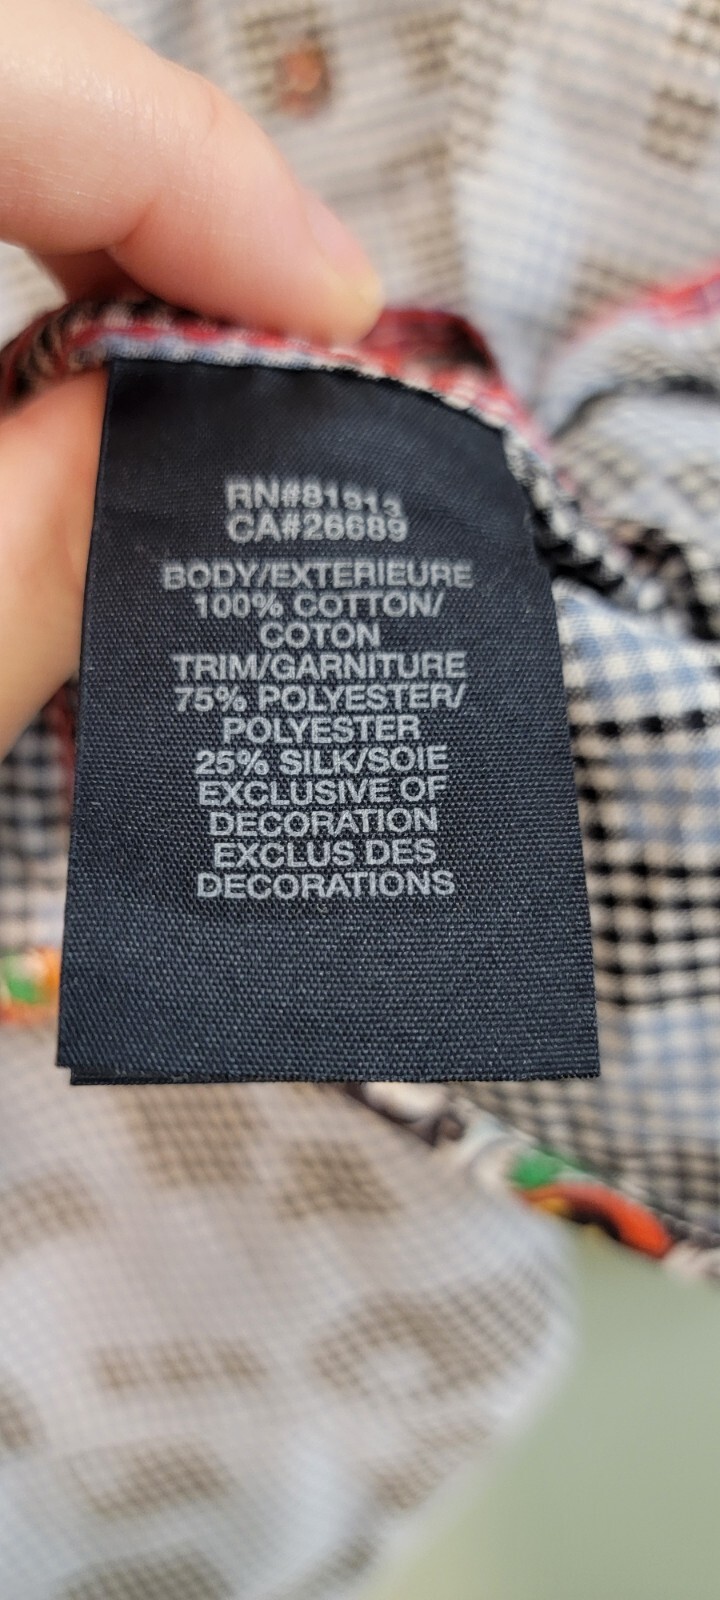 RN#81913
CA#26689
BODY/EXTERIEURE
100% COTTON/
COTON
TRIM/GARNITURE
75% POLYESTER/
POLYESTER
25% SILK/SOIE
EXCLUSIVE OF
DECORATION
EXCLUS DES
DECORATIONS